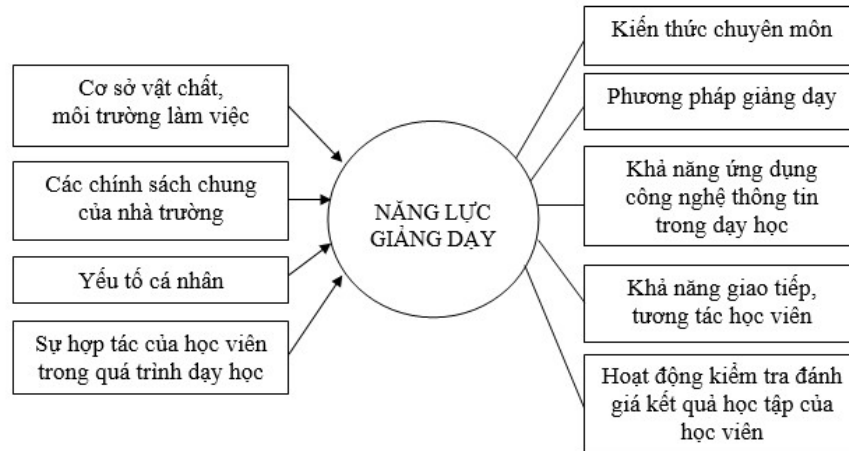 Cơ sở vật chất,
môi trường làm việc
Các chính sách chung
của nhà trường
Yếu tố cá nhân
Sự hợp tác của học viên
trong quá trình dạy học
NĂNG LỰC
GIẢNG DẠY
Kiến thức chuyên môn
Phương pháp giảng dạy
Khả năng ứng dụng
công nghệ thông tin
trong dạy học
Khả năng giao tiếp,
tương tác học viên
Hoạt động kiểm tra đánh
giá kết quả học tập của
học viên